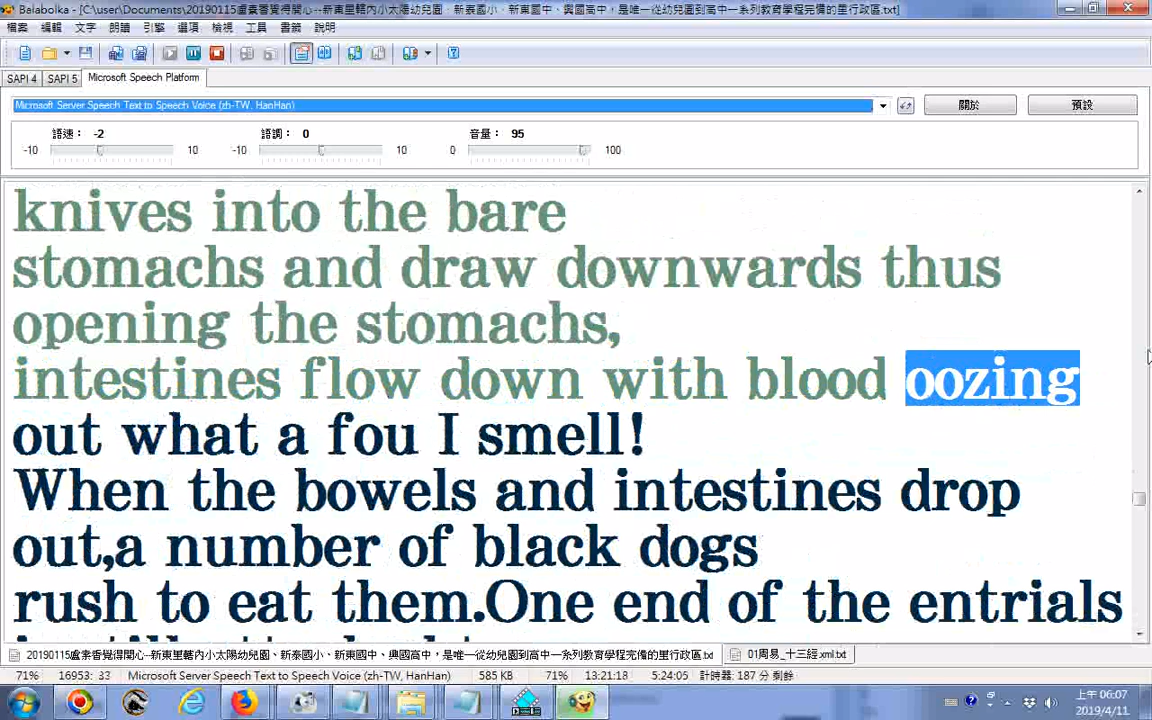 Balabolka - [C:\user\Documents\20190115盧素香覺得開心--新東里轄內小太陽幼兒園、新泰國小、新東國中、興國高中，是唯一從幼兒園到高中一系列教育學程完備的里行政區.txt]
檔案 編輯 文字 朗讀 引擎 選項 檢視 工具 書籤 說明
SAPI 4 SAPI 5 Microsoft Speech Platform
Microsoft Server Speech Text to Speech Voice (zh-TW, HanHan) 關於 預設
語速： -2 語調： 0 音量： 95
-10 10 -10 10 0 100
knives into the bare
stomachs and draw downwards thus
opening the stomachs,
intestines flow down with blood oozing
out what a fou I smell!
When the bowels and intestines drop
out,a number of black dogs
rush to eat them.One end of the entrials
20190115盧素香覺得開心--新東里轄內小太陽幼兒園、新泰國小、新東國中、興國高中，是唯一從幼兒園到高中一系列教育學程完備的里行政區.txt 01周易_十三經.xml.txt
71% 16953: 33 Microsoft Server Speech Text to Speech Voice (zh-TW, HanHan) 585 KB 71% 13:21:18 5:24:05 計時器: 187 分 剩餘
上午 06:07
2019/4/11